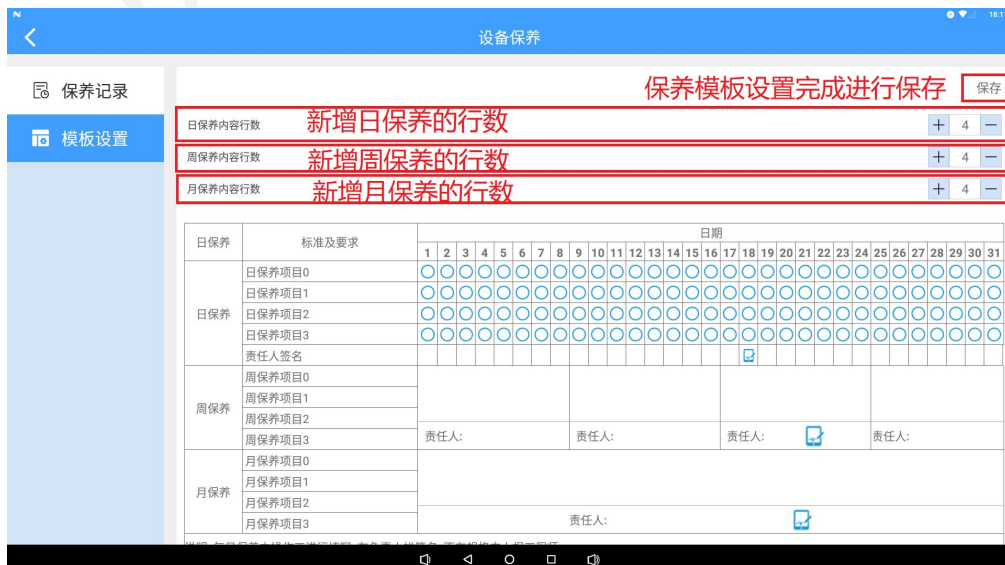 18:1
设备保养
保养记录
模板设置
保养模板设置完成进行保存
保存
日保养内容行数
新增日保养的行数
+ 4 −
周保养内容行数
新增周保养的行数
+ 4 −
月保养内容行数
新增月保养的行数
+ 4 −
日保养 标准及要求 日期
1 2 3 4 5 6 7 8 9 10 11 12 13 14 15 16 17 18 19 20 21 22 23 24 25 26 27 28 29 30 31
日保养
日保养项目0
日保养项目1
日保养项目2
日保养项目3
责任人签名
周保养
周保养项目0
周保养项目1
周保养项目2
周保养项目3
责任人: 责任人: 责任人: 责任人:
月保养
月保养项目0
月保养项目1
月保养项目2
月保养项目3
责任人: